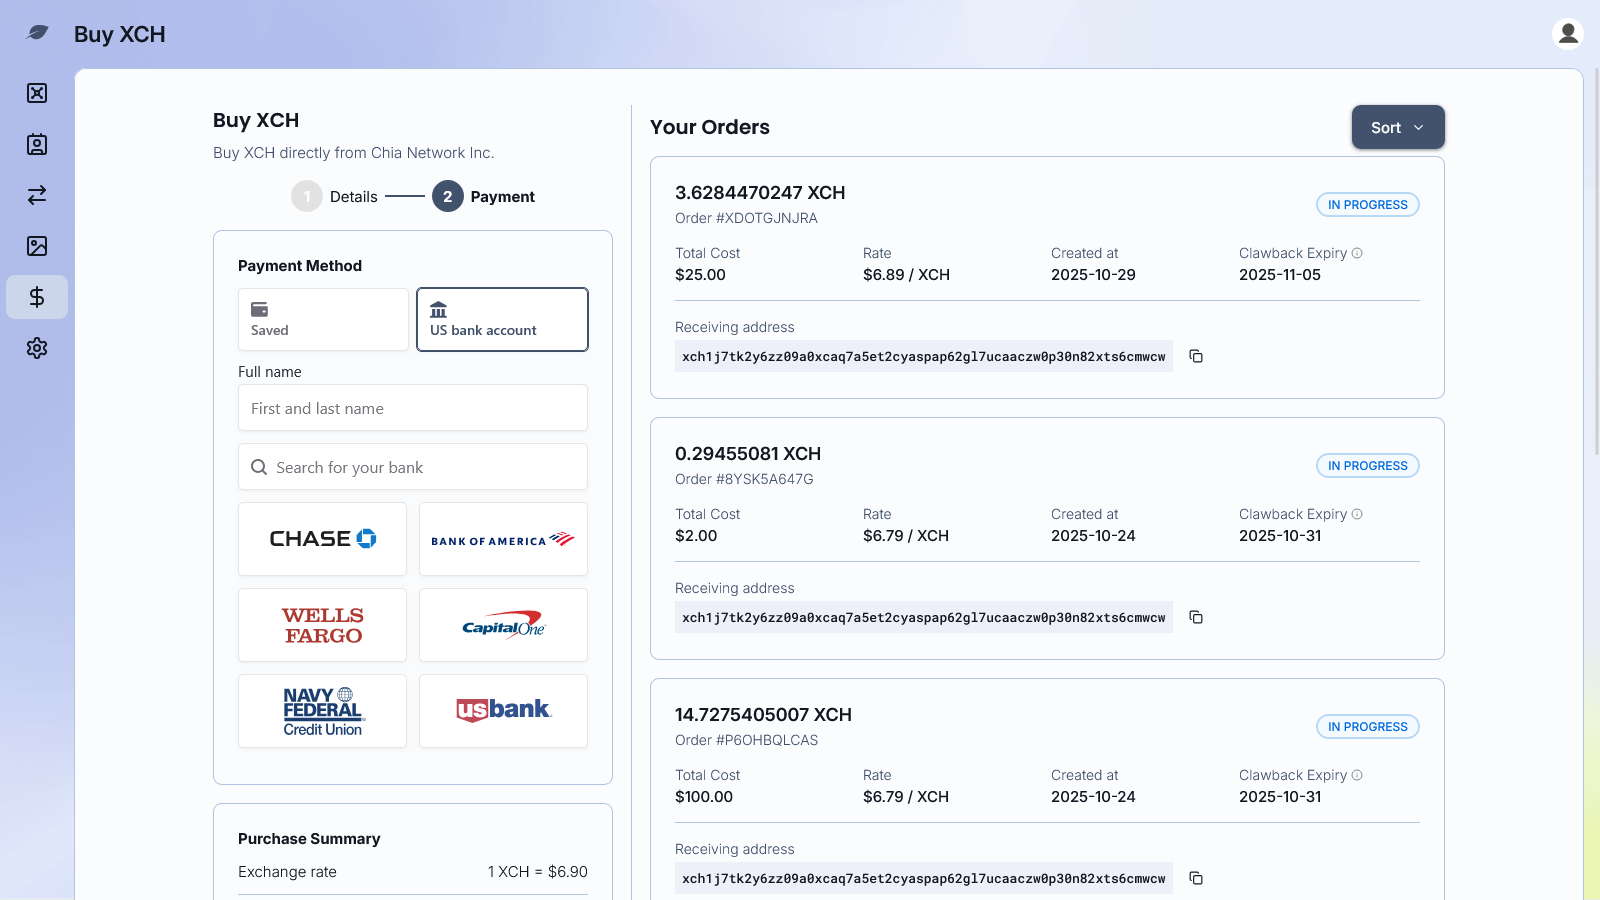 Buy XCH
Buy XCH
Buy XCH directly from Chia Network Inc.
1 Details 2 Payment
Payment Method
Saved
US bank account
Full name
First and last name
Search for your bank
CHASE
BANK OF AMERICA
WELLS
FARGO
Capital One
NAVY
FEDERAL
Credit Union
usbank
Purchase Summary
Exchange rate 1 XCH = $6.90
Your Orders
Sort
3.6284470247 XCH
Order #XDOTGJNJRA
IN PROGRESS
Total Cost Rate Created at Clawback Expiry
$25.00 $6.89 / XCH 2025-10-29 2025-11-05
Receiving address
xch1j7tk2y6zz09a0xcaq7a5et2cyaspap62gl7ucaaczw0p30n82xts6cmwcw
0.29455081 XCH
Order #8YSK5A647G
IN PROGRESS
Total Cost Rate Created at Clawback Expiry
$2.00 $6.79 / XCH 2025-10-24 2025-10-31
Receiving address
xch1j7tk2y6zz09a0xcaq7a5et2cyaspap62gl7ucaaczw0p30n82xts6cmwcw
14.7275405007 XCH
Order #P6OHBQLCAS
IN PROGRESS
Total Cost Rate Created at Clawback Expiry
$100.00 $6.79 / XCH 2025-10-24 2025-10-31
Receiving address
xch1j7tk2y6zz09a0xcaq7a5et2cyaspap62gl7ucaaczw0p30n82xts6cmwcw